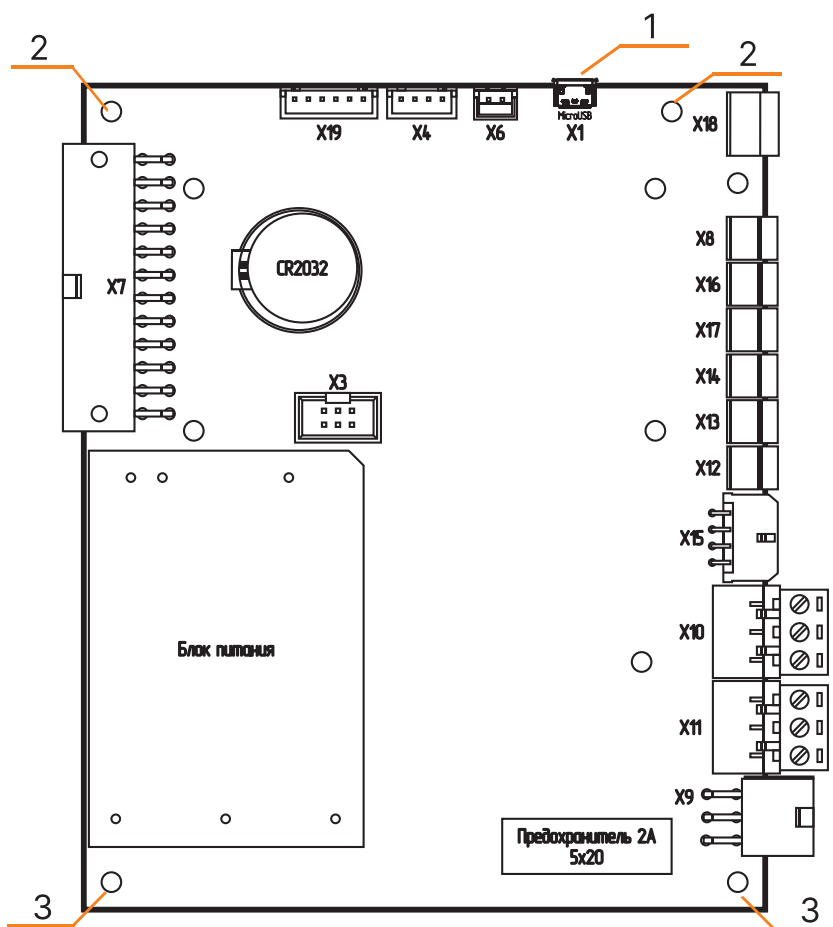 1
2
2
X19
X4
X6
MicroUSB
X1
X18
X8
X7
CR2032
X16
X17
X3
X14
X13
X12
X15
X10
Блок питания
X11
X9
Предохранитель 2А
5x20
3
3